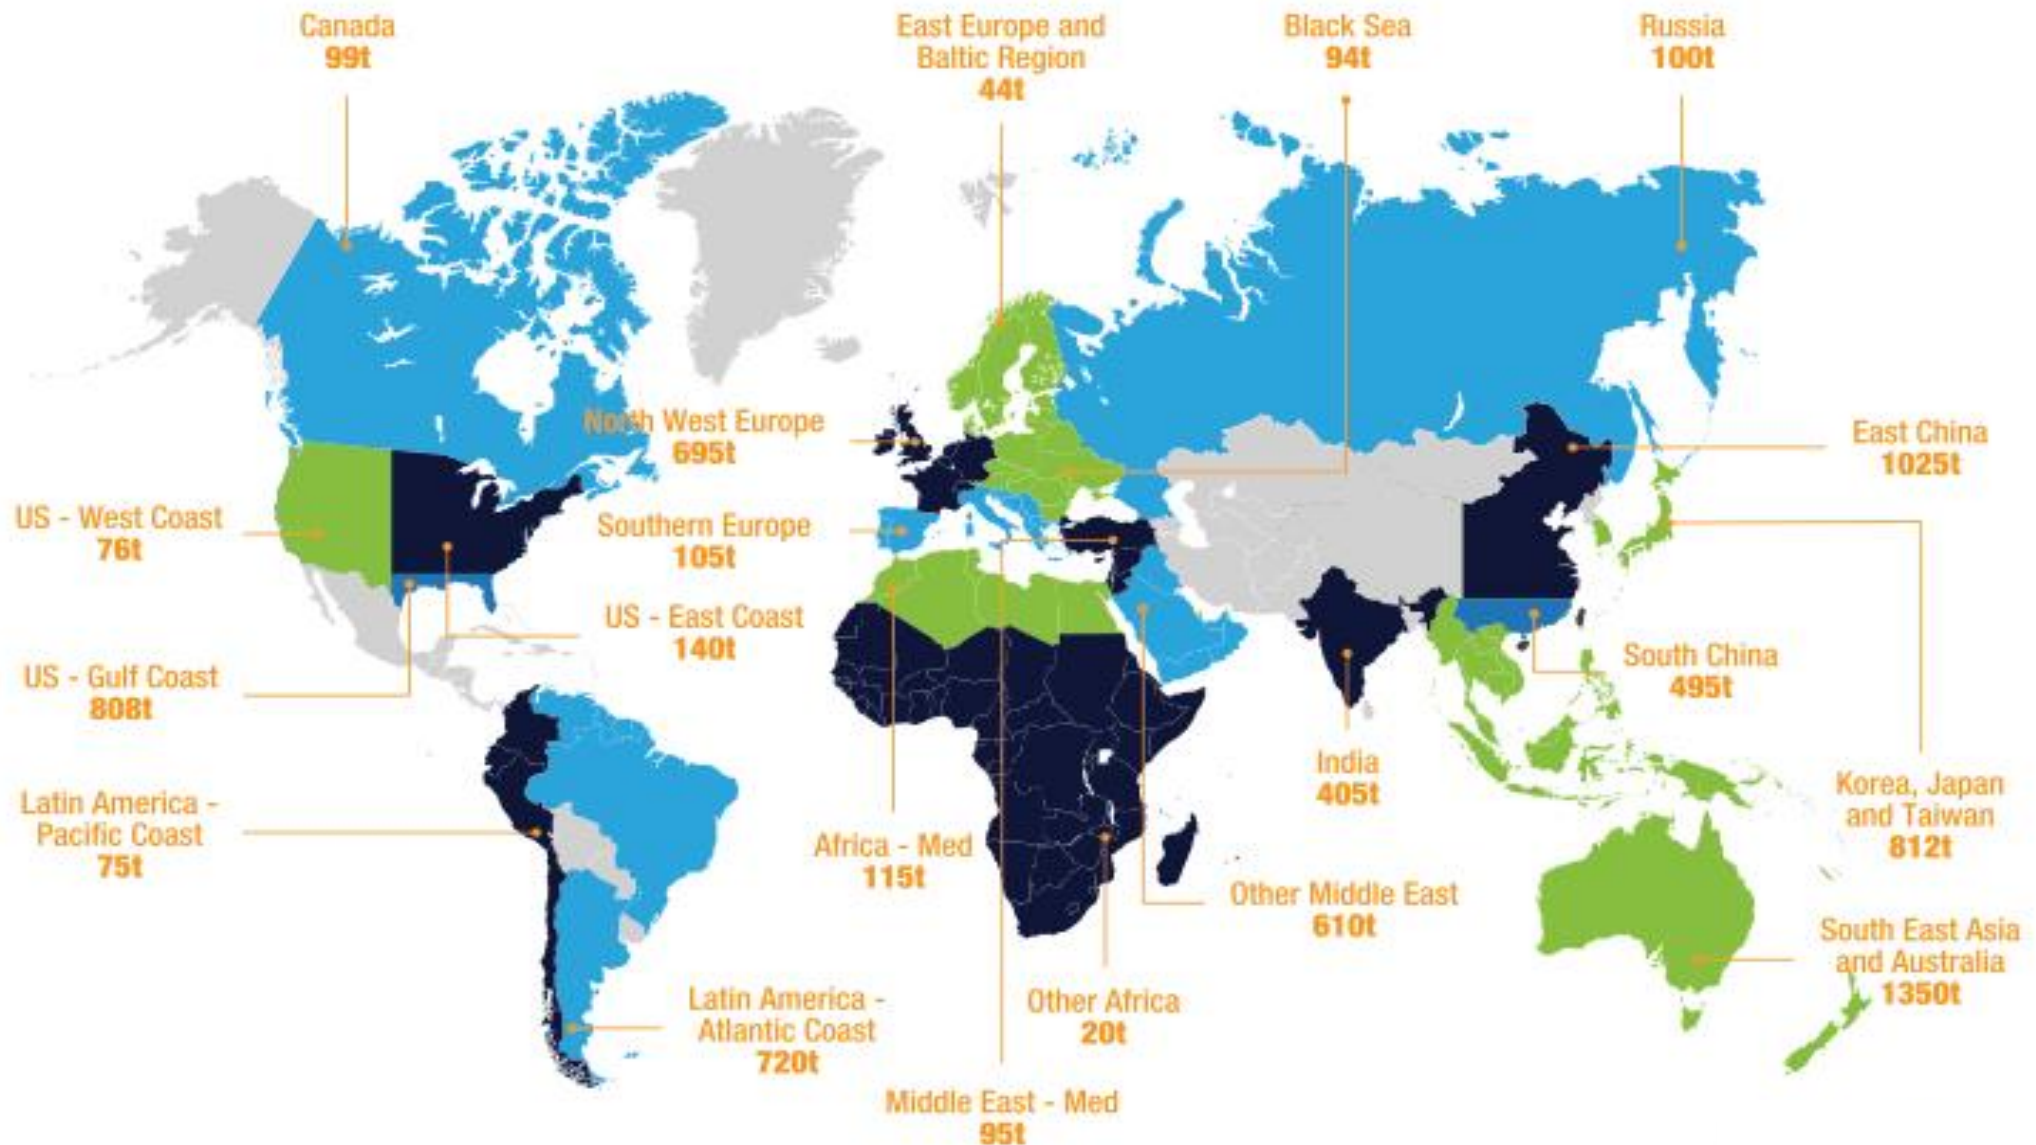 Canada
99t
East Europe and
Baltic Region
44t
Black Sea
94t
Russia
100t
North West Europe
695t
East China
1025t
US - West Coast
76t
Southern Europe
105t
US - East Coast
140t
US - Gulf Coast
808t
South China
495t
India
405t
Korea, Japan
and Taiwan
812t
Latin America -
Pacific Coast
75t
Africa - Med
115t
Other Middle East
610t
South East Asia
and Australia
1350t
Latin America -
Atlantic Coast
720t
Other Africa
20t
Middle East - Med
95t